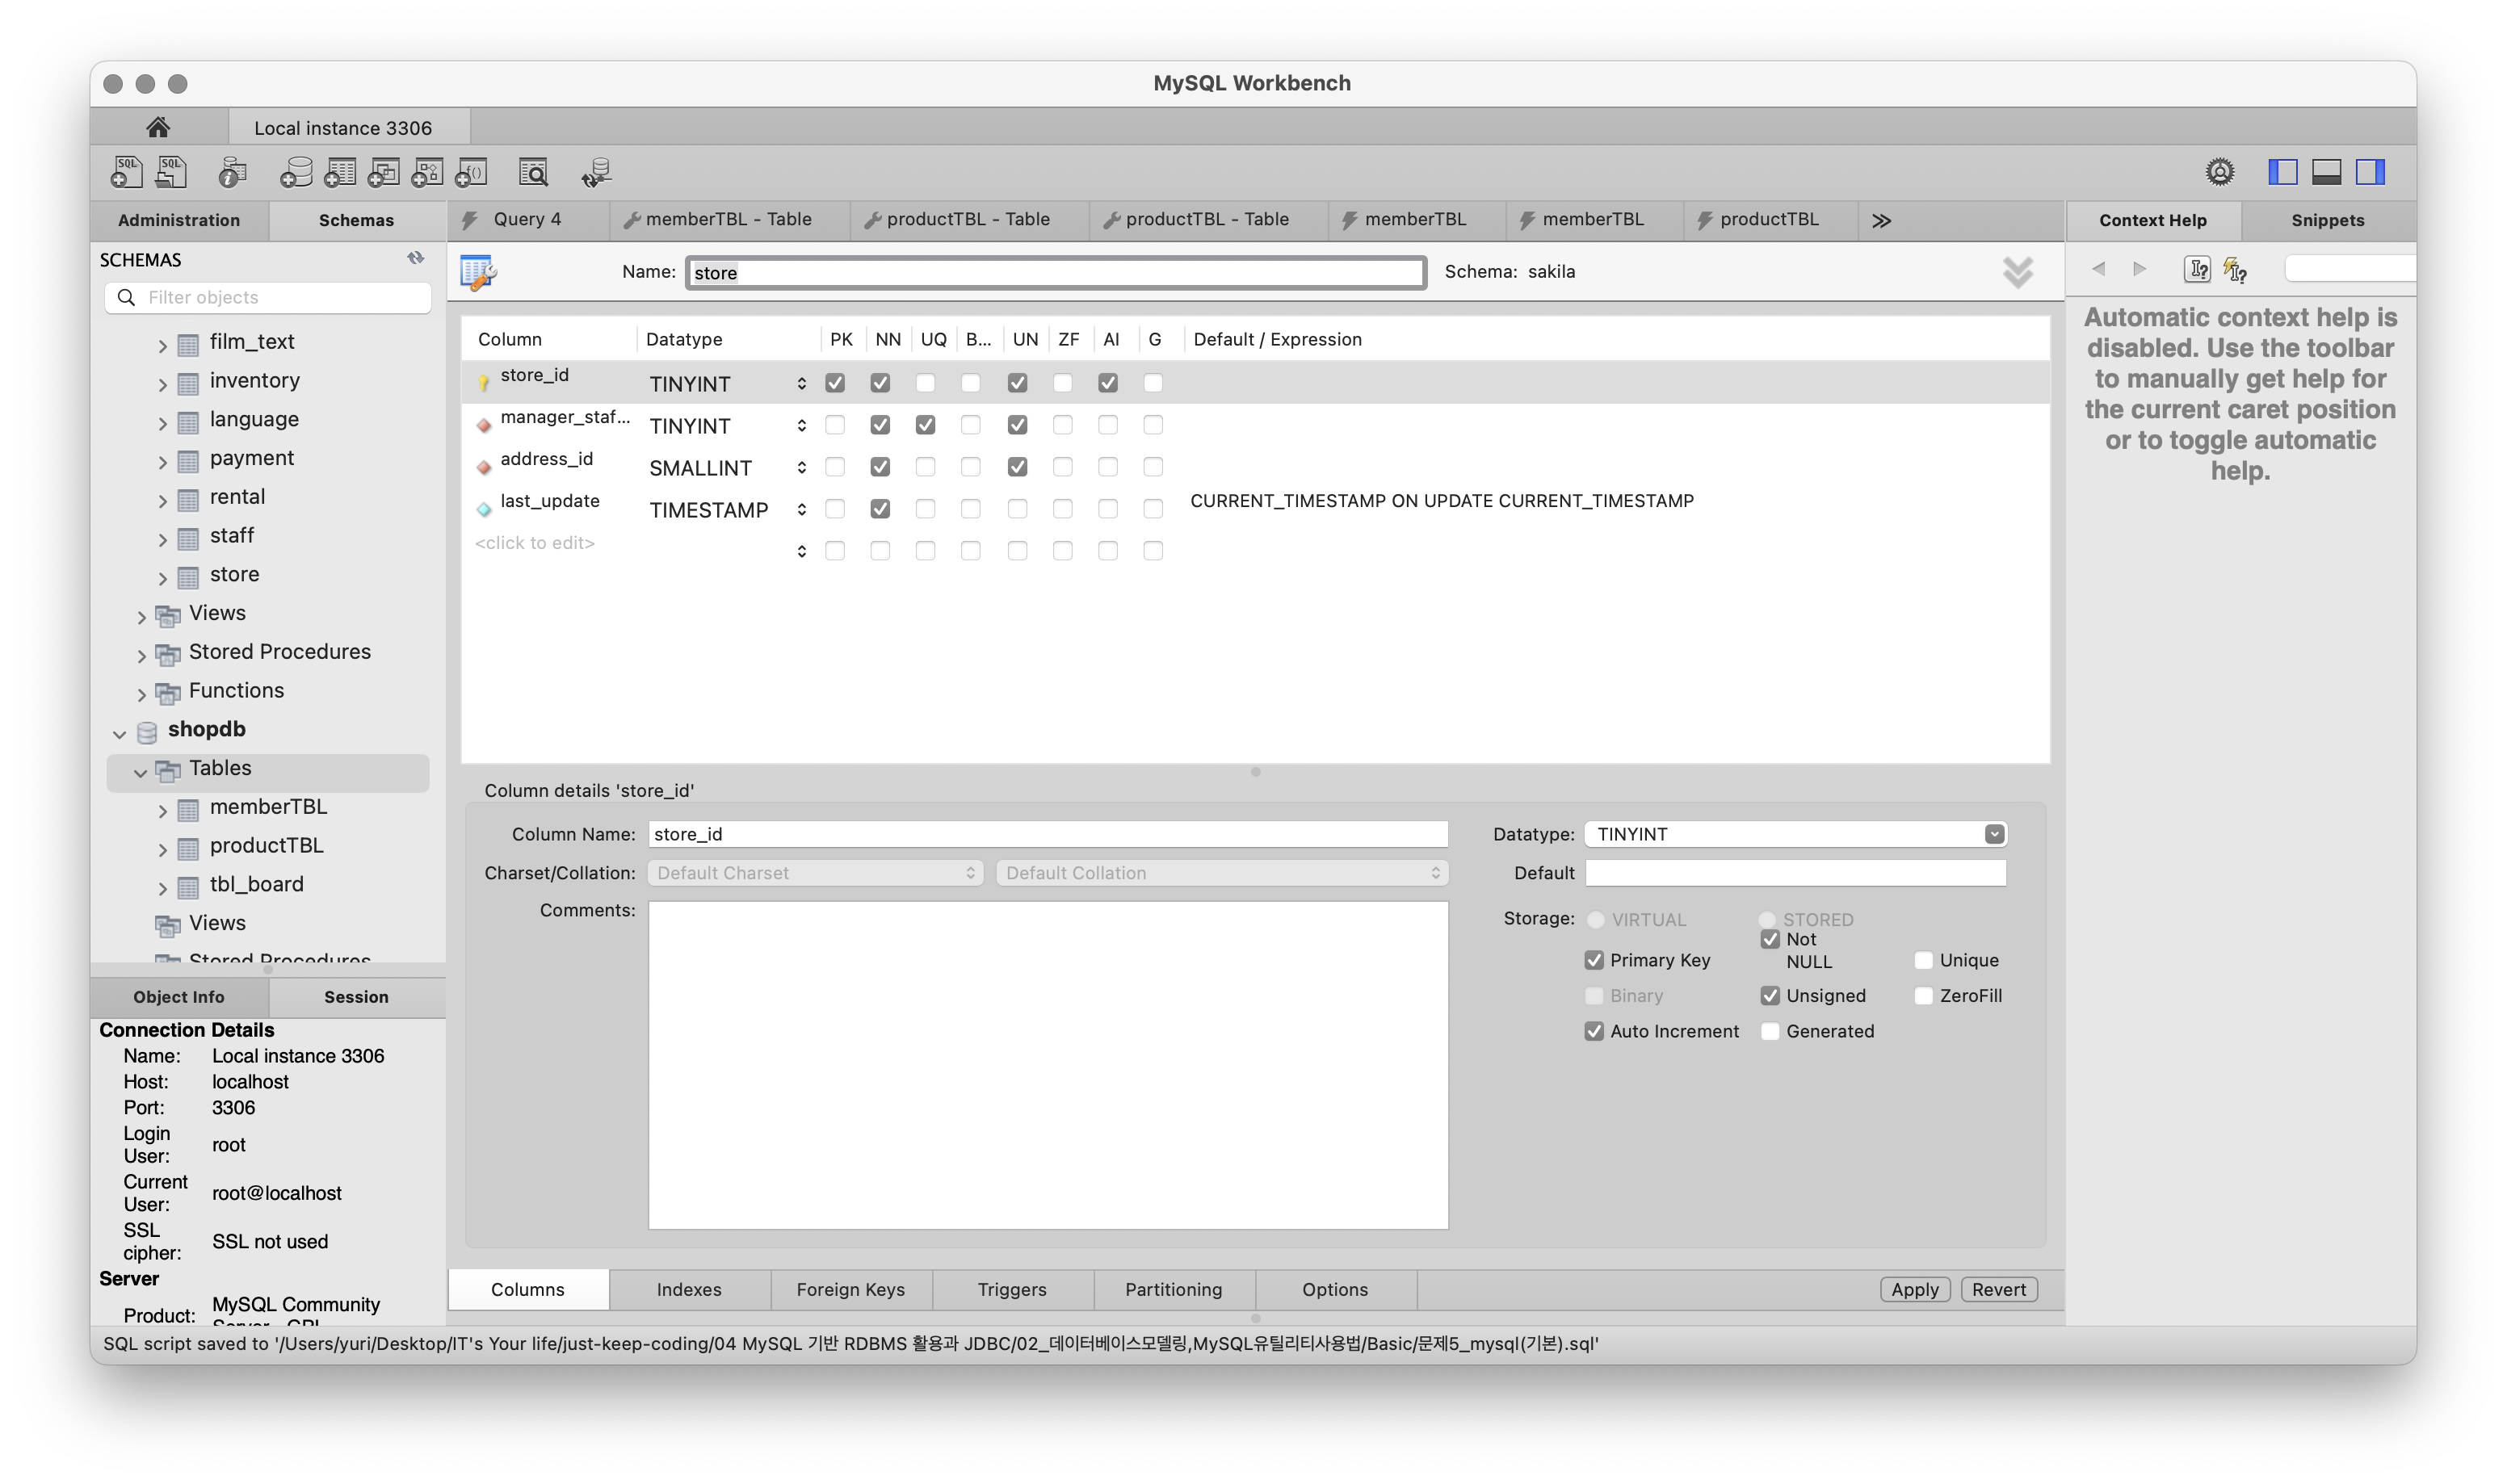 MySQL Workbench
Local instance 3306
SQL SQL
Administration Schemas
Query 4 memberTBL - Table productTBL - Table productTBL - Table memberTBL memberTBL productTBL
Context Help Snippets
SCHEMAS
Filter objects
film_text
inventory
language
payment
rental
staff
store
Views
Stored Procedures
Functions
shopdb
Tables
memberTBL
productTBL
tbl_board
Views
Stored Procedures
Object Info Session
Connection Details
Name: Local instance 3306
Host: localhost
Port: 3306
Login User: root
Current User: root@localhost
SSL cipher: SSL not used
Server
Product: MySQL Community
Server - GPL
Name: store Schema: sakila
Column Datatype PK NN UQ B... UN ZF AI G Default / Expression
store_id TINYINT
manager_staf... TINYINT
address_id SMALLINT
last_update TIMESTAMP CURRENT_TIMESTAMP ON UPDATE CURRENT_TIMESTAMP
<click to edit>
Column details 'store_id'
Column Name: store_id Datatype: TINYINT
Charset/Collation: Default Charset Default Collation Default
Comments:
Storage: VIRTUAL STORED
Primary Key Not NULL Unique
Binary Unsigned ZeroFill
Auto Increment Generated
Columns Indexes Foreign Keys Triggers Partitioning Options Apply Revert
Automatic context help is
disabled. Use the toolbar
to manually get help for
the current caret position
or to toggle automatic
help.
SQL script saved to '/Users/yuri/Desktop/IT's Your life/just-keep-coding/04 MySQL 기반 RDBMS 활용과 JDBC/02_데이터베이스모델링,MySQL유틸리티사용법/Basic/문제5_mysql(기본).sql'